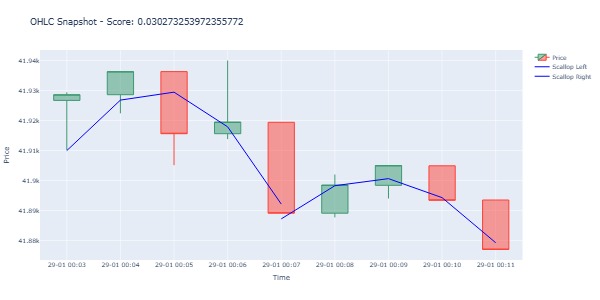 OHLC Snapshot - Score: 0.030273253972355772
Price
Scallop Left
Scallop Right
41.94k
41.93k
41.92k
41.91k
41.9k
41.89k
41.88k
Price
29-01 00:03 29-01 00:04 29-01 00:05 29-01 00:06 29-01 00:07 29-01 00:08 29-01 00:09 29-01 00:10 29-01 00:11
Time